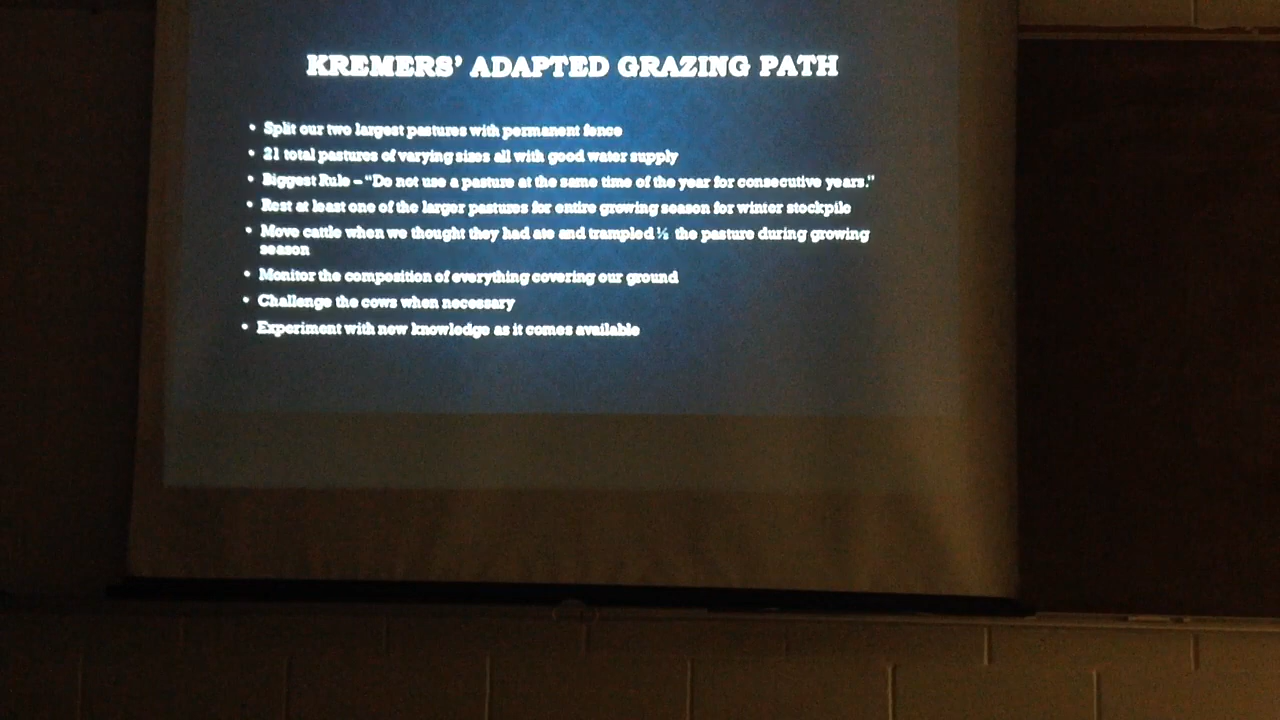 KREMERS' ADAPTED GRAZING PATH
• Split our two largest pastures with permanent fence
• 21 total pastures of varying sizes all with good water supply
• Biggest Rule – "Do not use a pasture at the same time of the year for consecutive years."
• Rest at least one of the larger pastures for entire growing season for winter stockpile
• Move cattle when we thought they had ate and trampled ½ the pasture during growing
season
• Monitor the composition of everything covering our ground
• Challenge the cows when necessary
• Experiment with new knowledge as it comes available